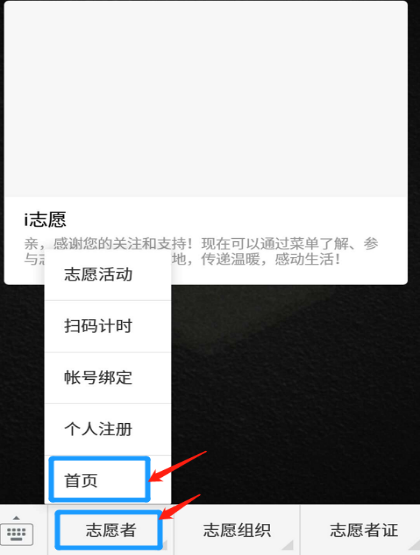 i志愿
亲，感谢您的关注和支持！现在可以通过菜单了解、参
与志 地，传递温暖，感动生活！
志愿活动
扫码计时
帐号绑定
个人注册
首页
志愿者
志愿组织
志愿者证